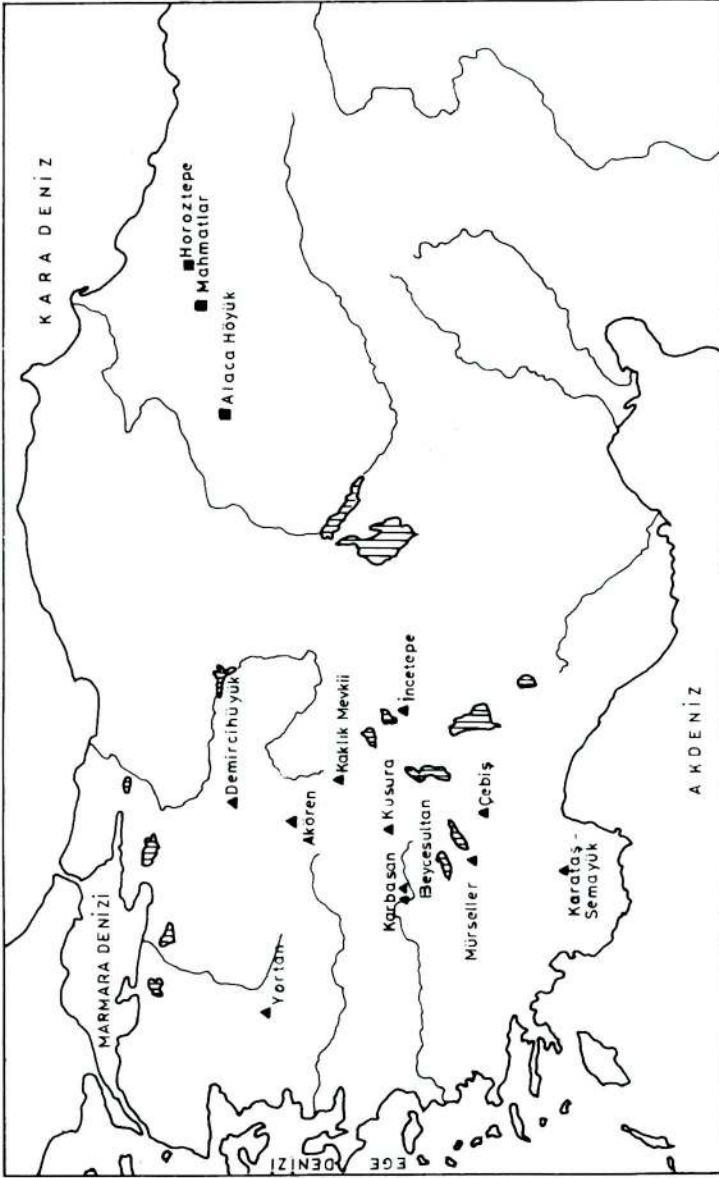 KARA DENİZ
MARMARA DENİZİ
EGE DENİZİ
AKDENİZ
Horoztepe
Mahmatlar
Alaca Höyük
Demircihüyük
Kaklık Mevkii
Akören
Yortan
İncetepe
Kusura
Karbasan
Beycesultan
Çebiş
Mürseller
Karataş-
Semayük